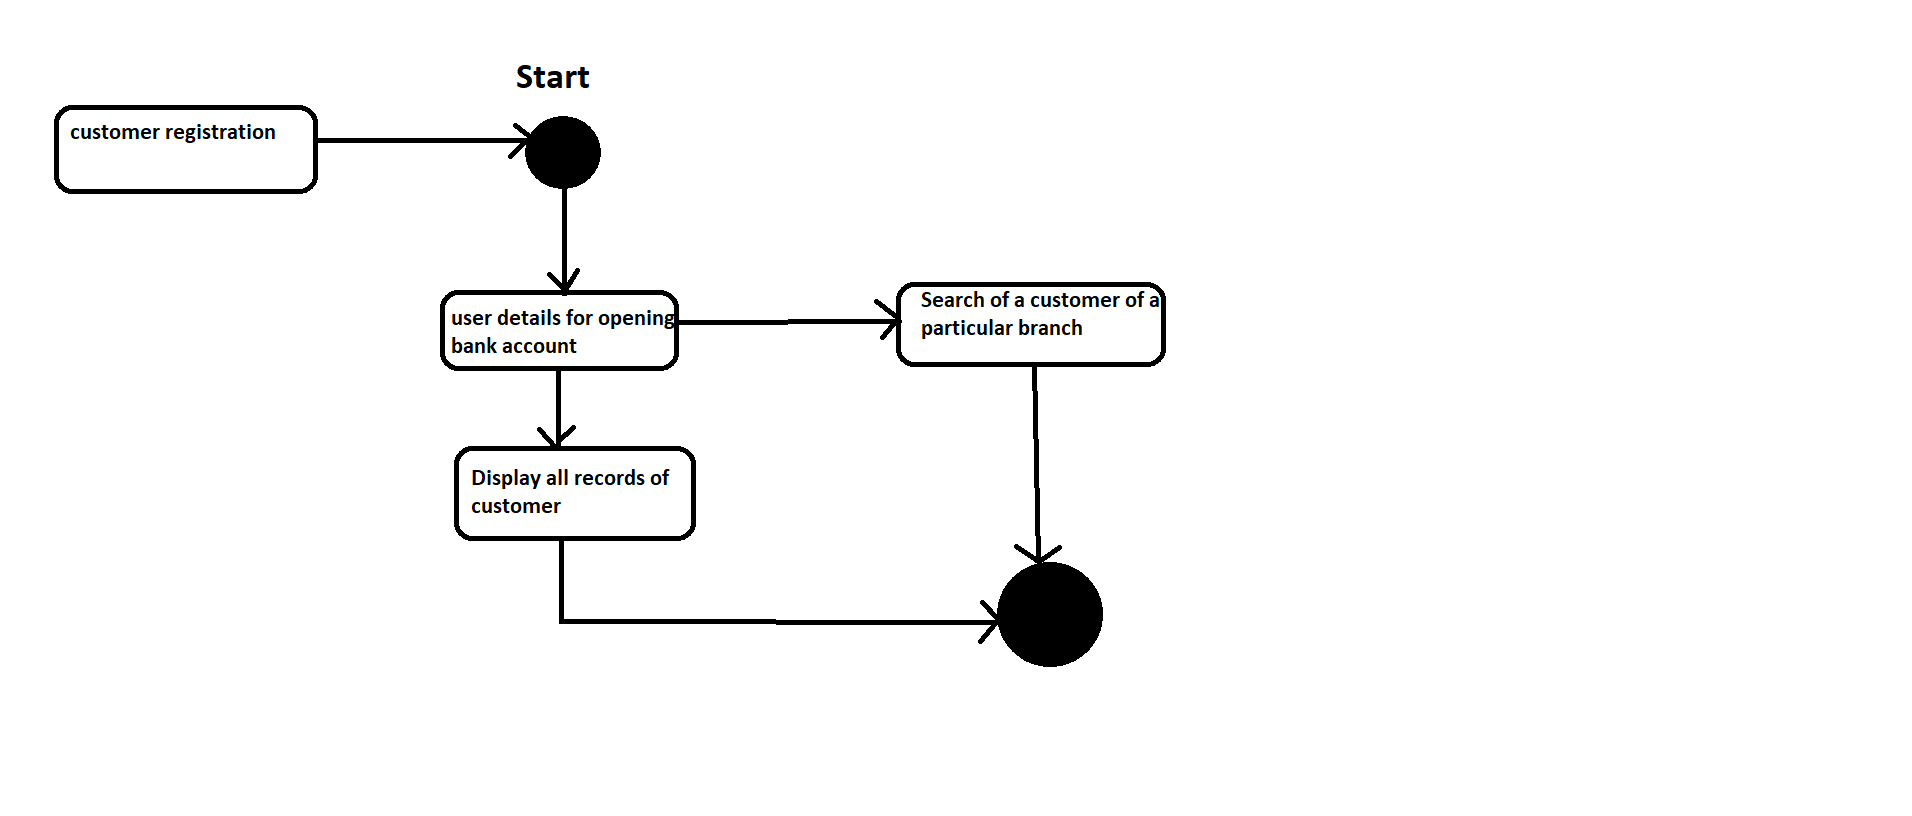 Start
customer registration
user details for opening
bank account
Search of a customer of a
particular branch
Display all records of
customer